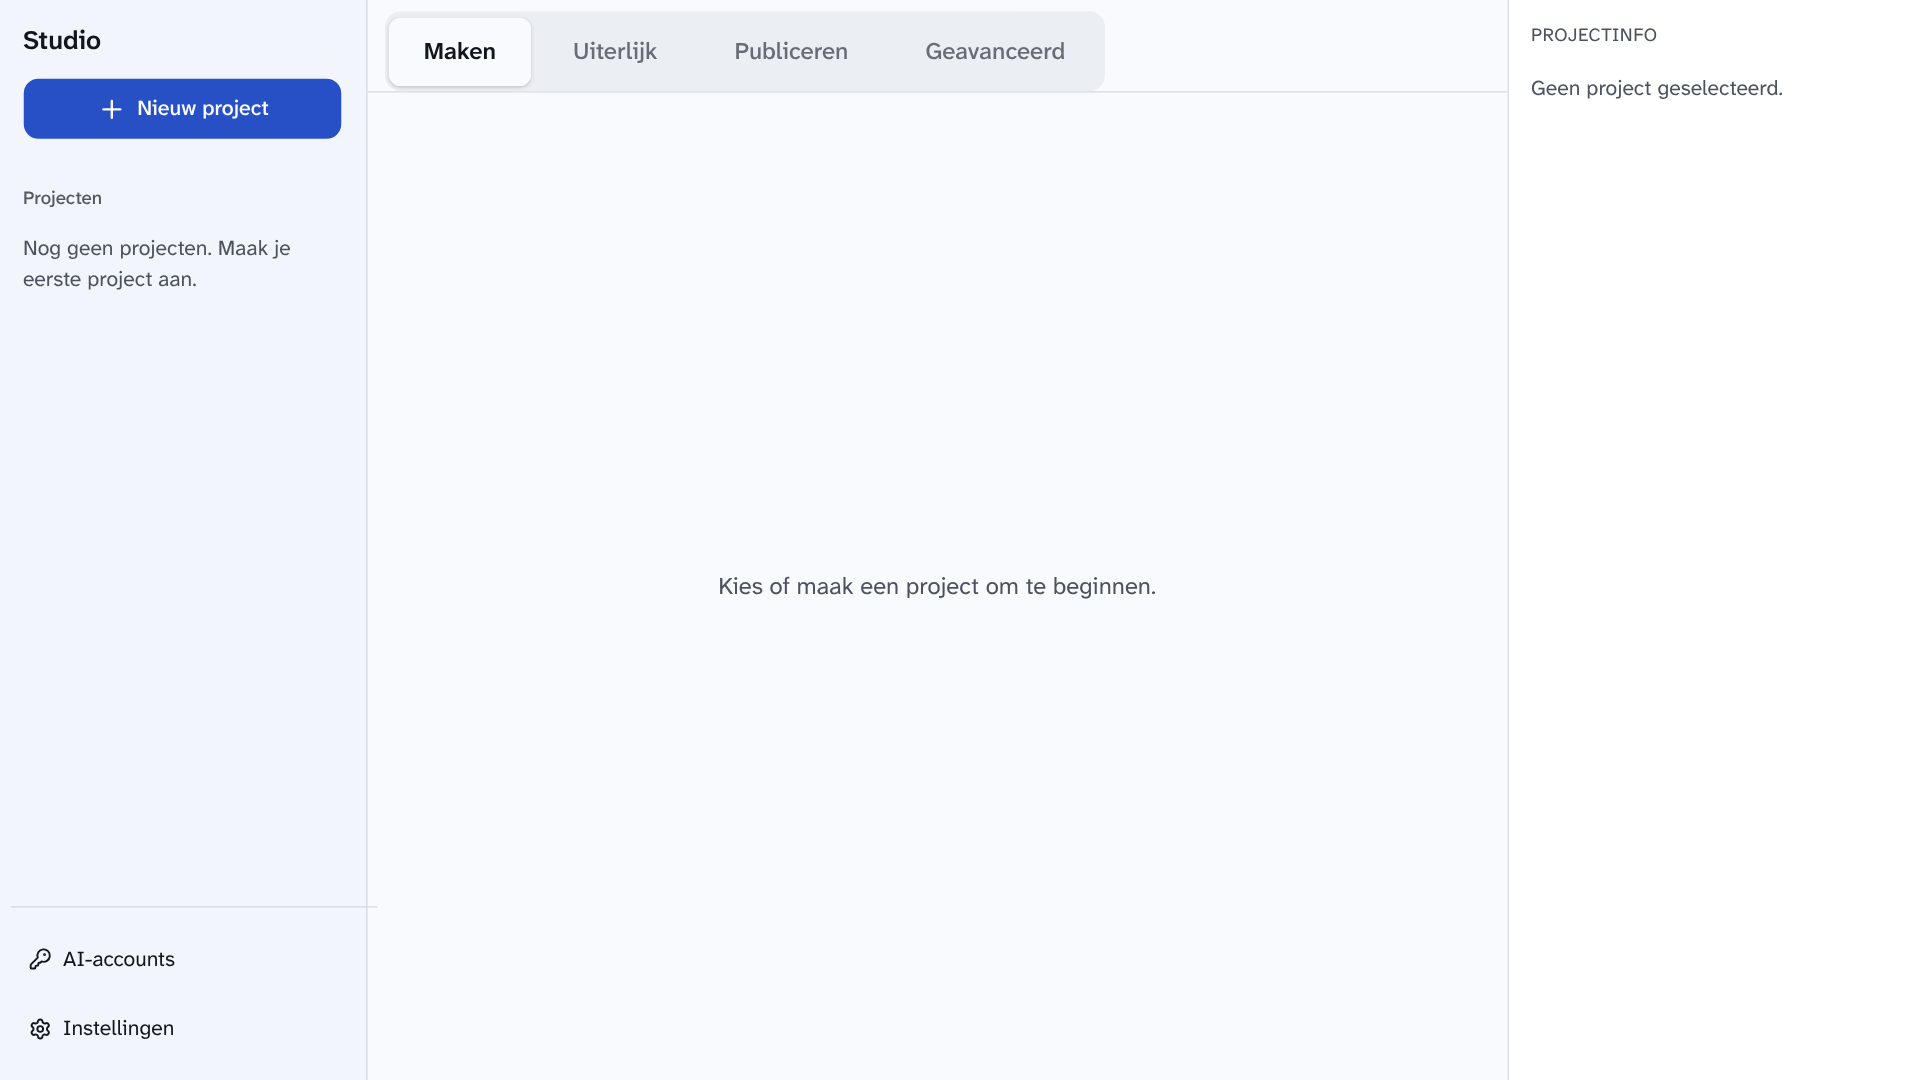 Studio
Nieuw project
Projecten
Nog geen projecten. Maak je
eerste project aan.
AI-accounts
Instellingen
Maken
Uiterlijk
Publiceren
Geavanceerd
Kies of maak een project om te beginnen.
PROJECTINFO
Geen project geselecteerd.